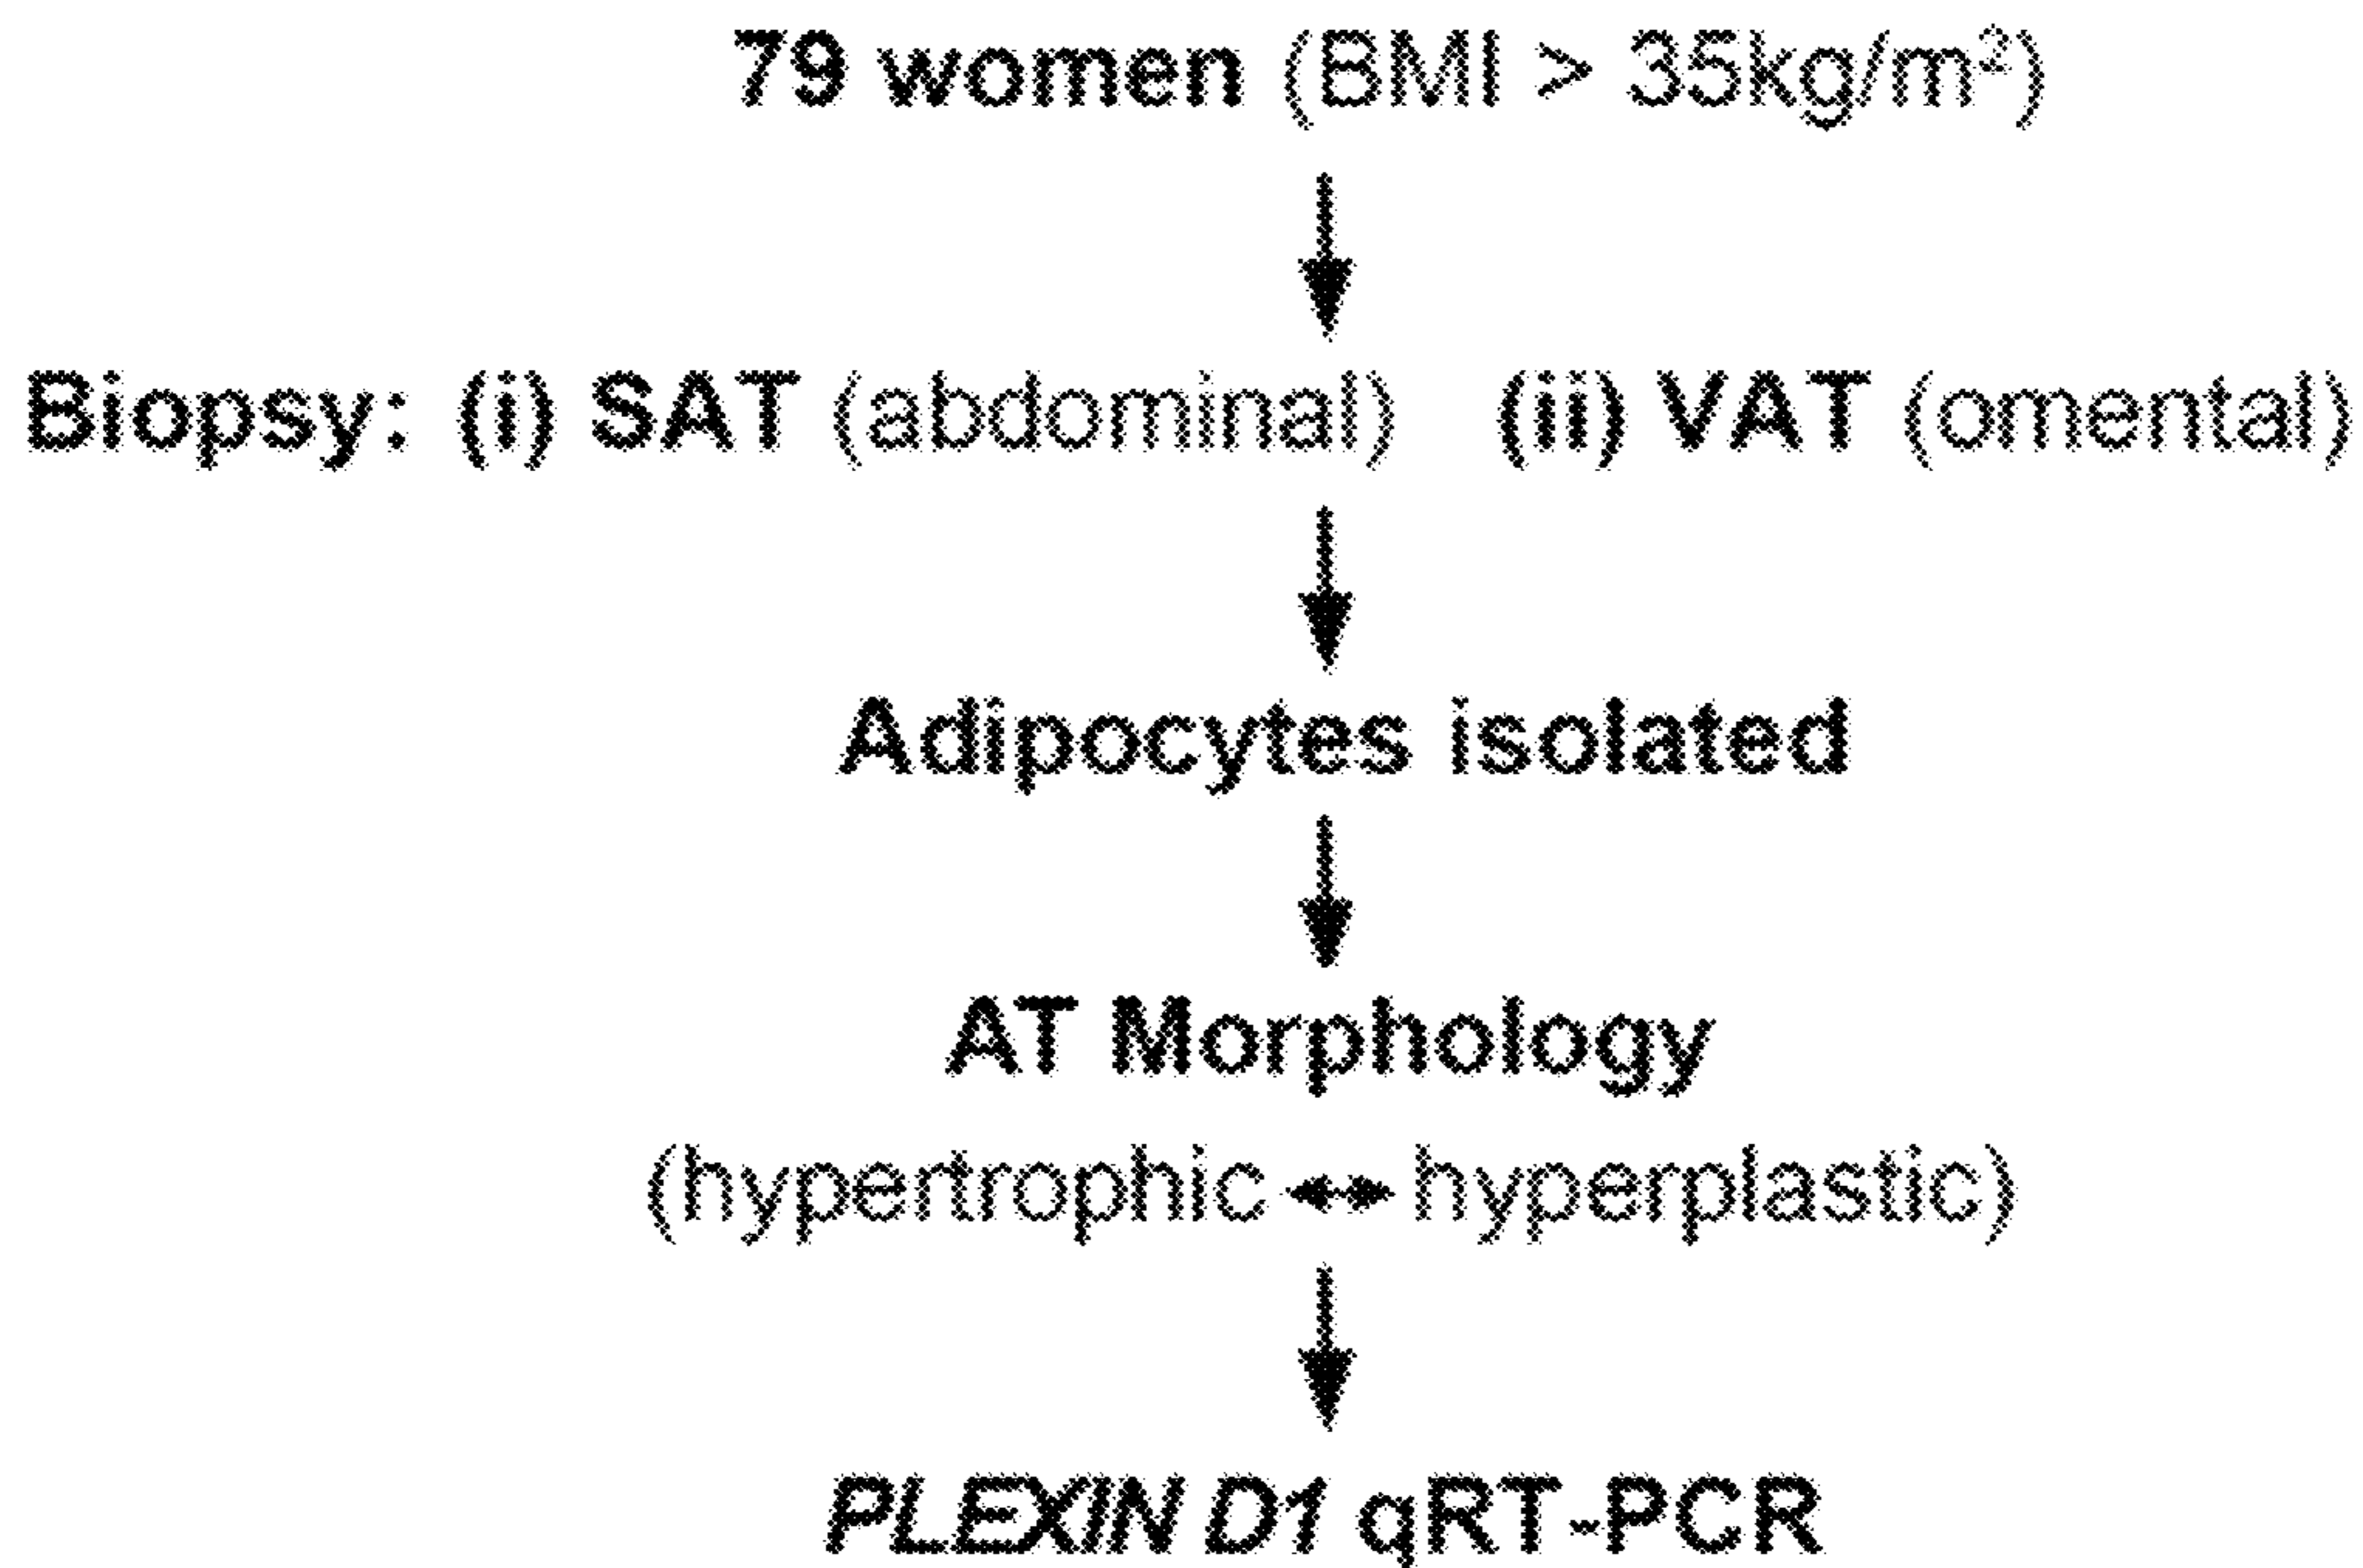 79 women (BMI > 35kg/m²)
Biopsy: (i) SAT (abdominal) (ii) VAT (omental)
Adipocytes isolated
AT Morphology
(hypertrophic ↔ hyperplastic)
PLEXIN D1 qRT-PCR